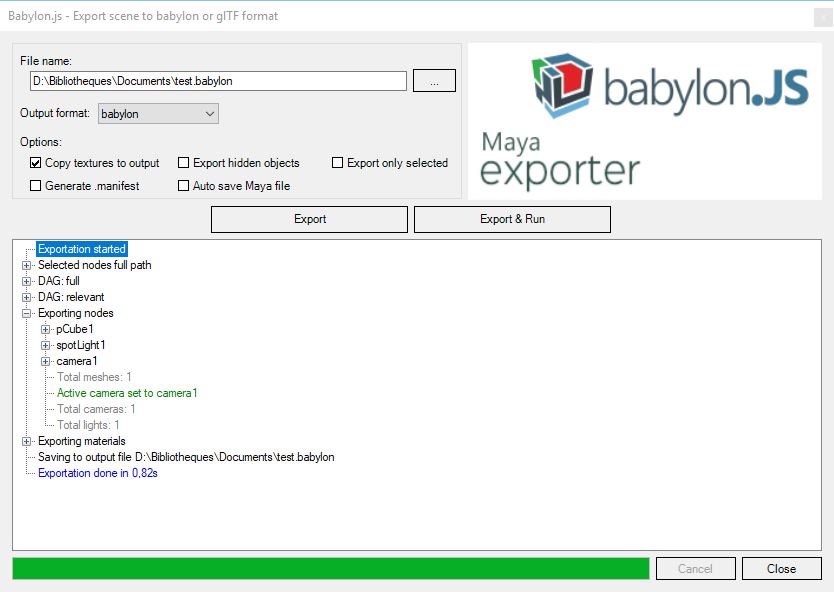 Babylon.js - Export scene to babylon or glTF format
File name:
D:\Bibliotheques\Documents\test.babylon
...
Output format: babylon
Options:
Copy textures to output Export hidden objects Export only selected
Generate .manifest Auto save Maya file
babylon.JS
Maya
exporter
Export Export & Run
Exportation started
Selected nodes full path
DAG: full
DAG: relevant
Exporting nodes
pCube1
spotLight1
camera1
Total meshes: 1
Active camera set to camera1
Total cameras: 1
Total lights: 1
Exporting materials
Saving to output file D:\Bibliotheques\Documents\test.babylon
Exportation done in 0,82s
Cancel Close